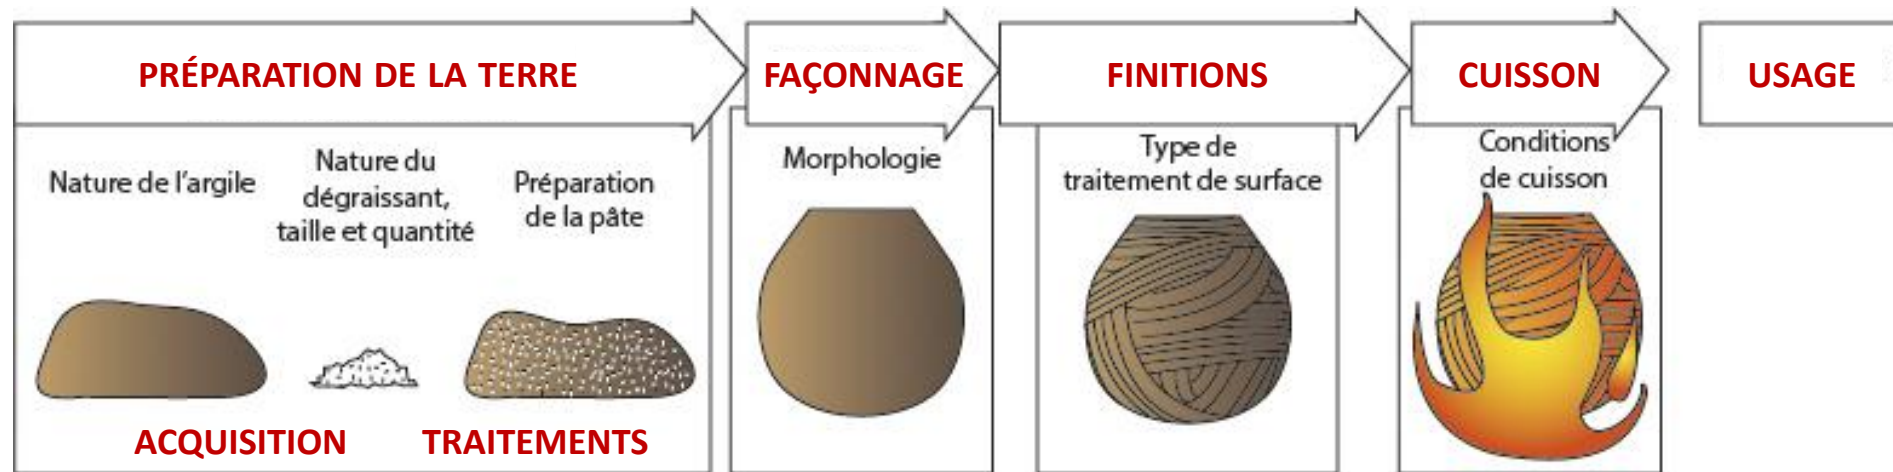 PRÉPARATION DE LA TERRE
FAÇONNAGE
FINITIONS
CUISSON
USAGE
Nature de l'argile
Nature du
dégraissant,
taille et quantité
Préparation
de la pâte
Morphologie
Type de
traitement de surface
Conditions
de cuisson
ACQUISITION
TRAITEMENTS